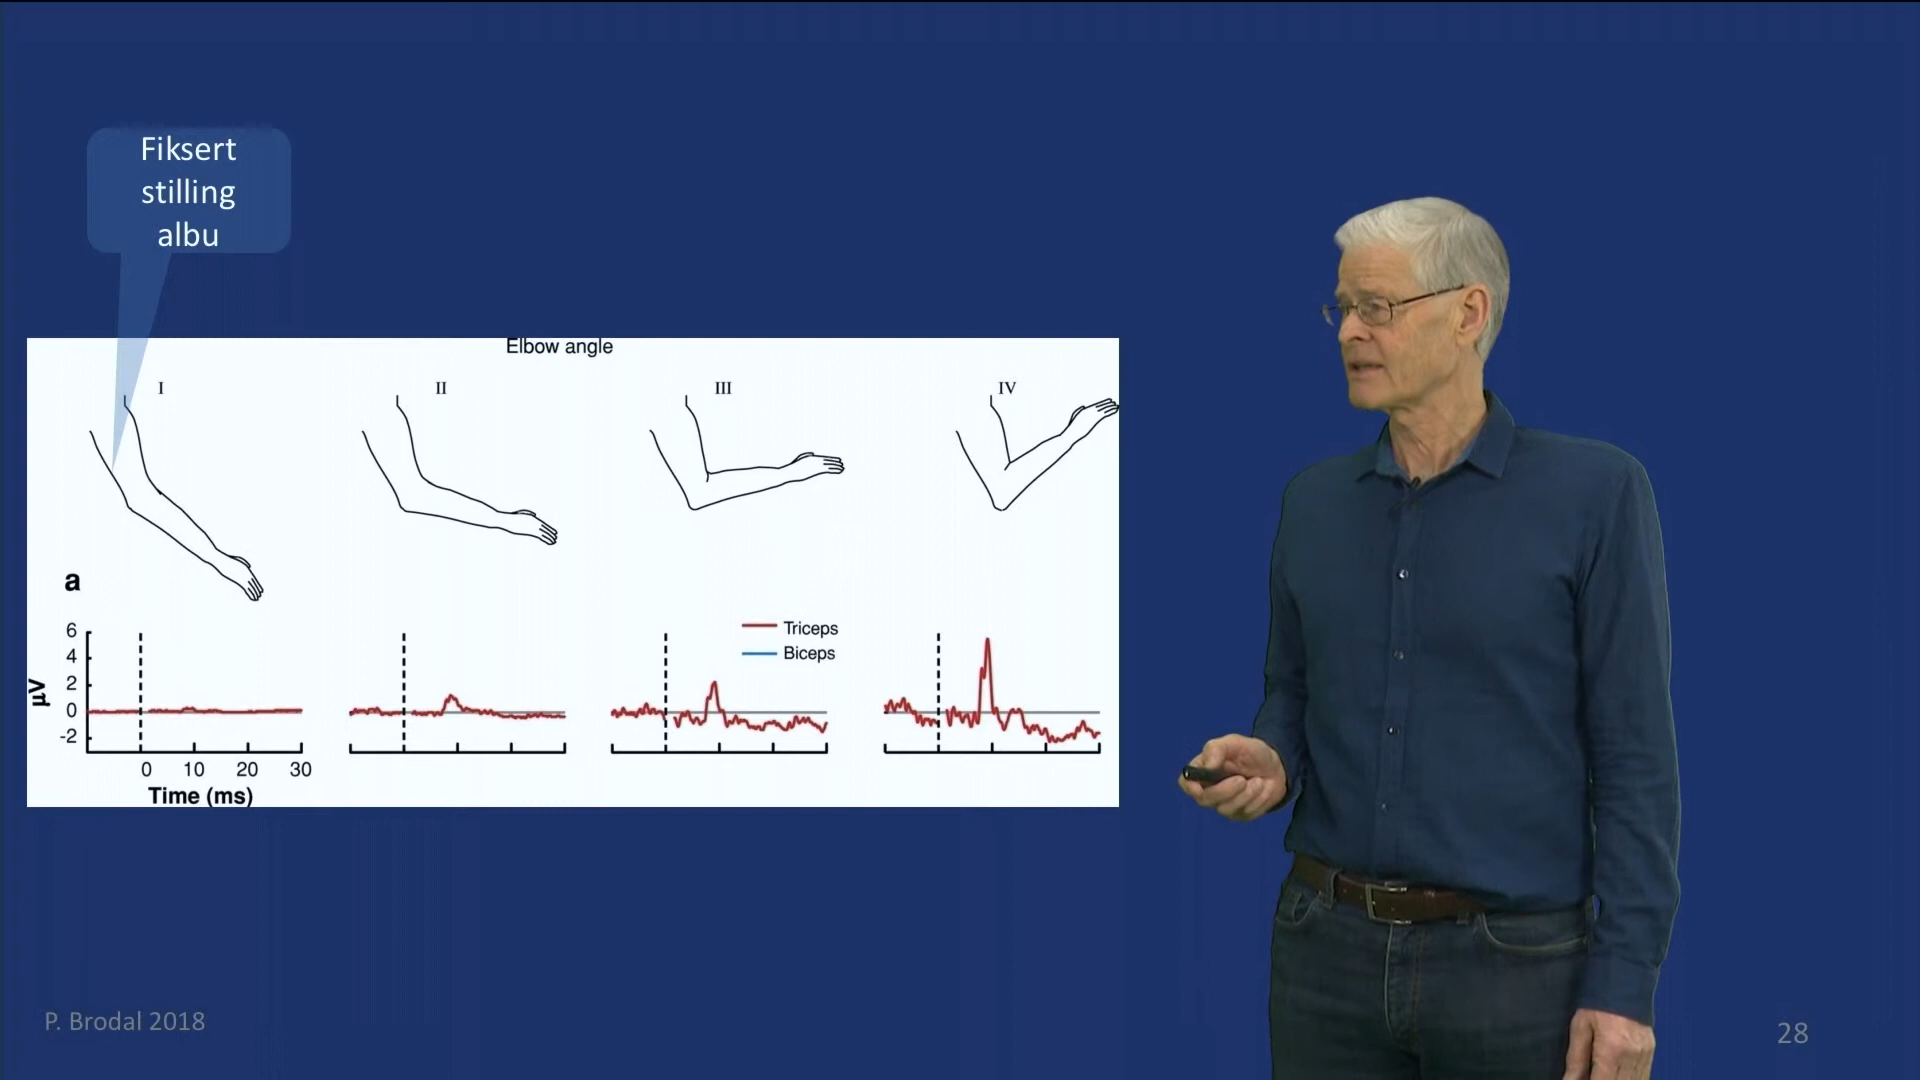 Fiksert
stilling
albu
Elbow angle
I
II
III
IV
a
Triceps
Biceps
6
4
2
0
-2
µV
0 10 20 30
Time (ms)
P. Brodal 2018
28